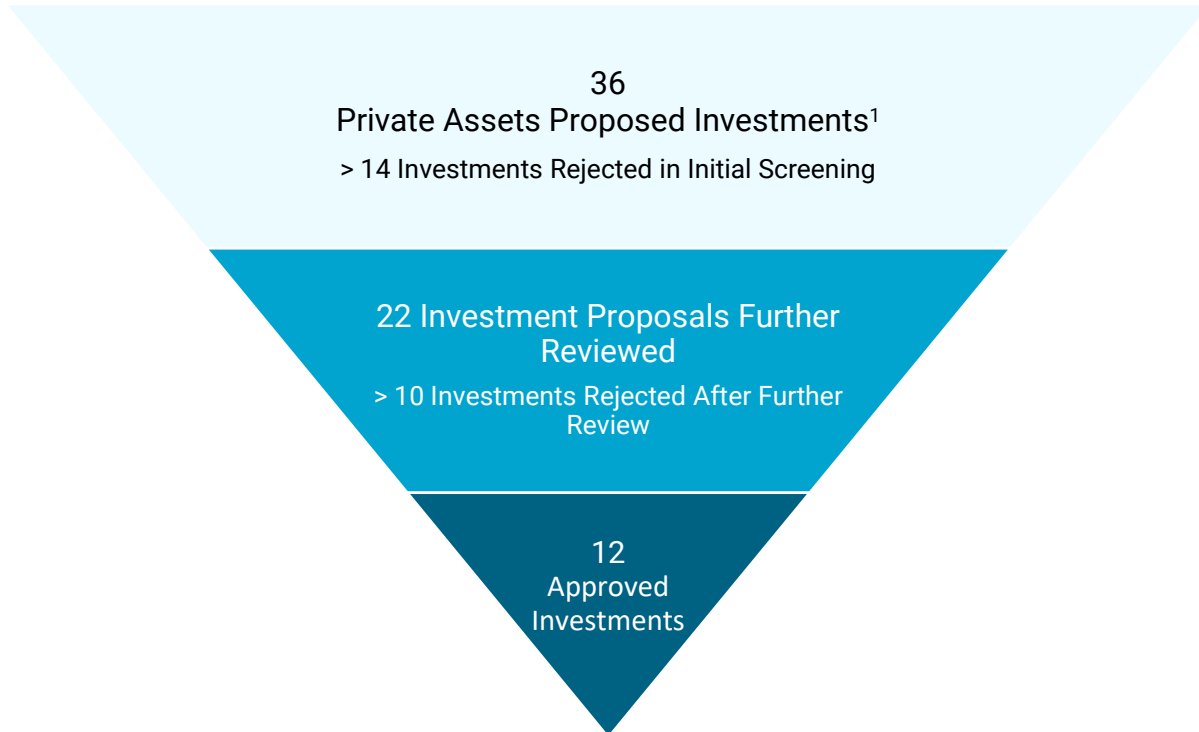 36
Private Assets Proposed Investments¹
> 14 Investments Rejected in Initial Screening
22 Investment Proposals Further
Reviewed
> 10 Investments Rejected After Further
Review
12
Approved
Investments